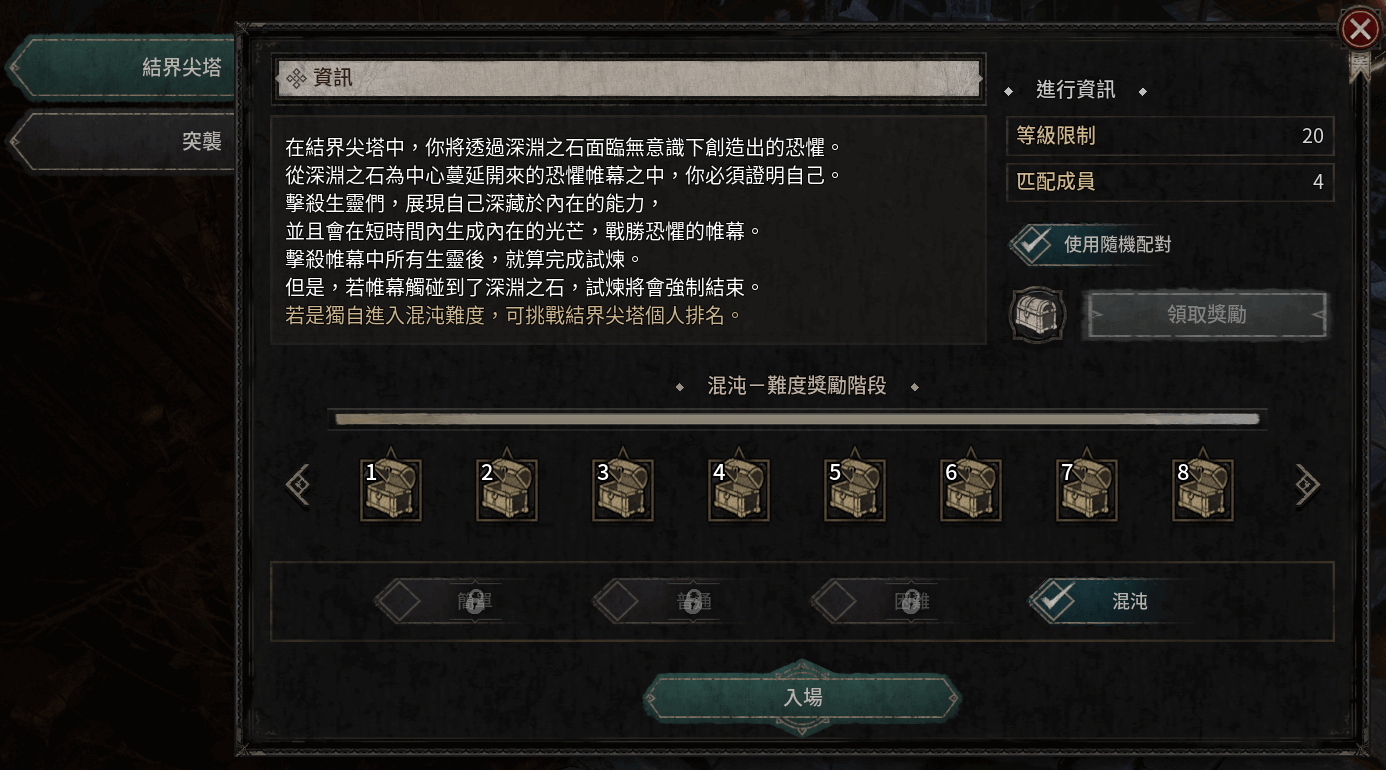 結界尖塔
突襲
資訊
在結界尖塔中，你將透過深淵之石面臨無意識下創造出的恐懼。
從深淵之石為中心蔓延開來的恐懼帷幕之中，你必須證明自己。
擊殺生靈們，展現自己深藏於內在的能力，
並且會在短時間內生成內在的光芒，戰勝恐懼的帷幕。
擊殺帷幕中所有生靈後，就算完成試煉。
但是，若帷幕觸碰到了深淵之石，試煉將會強制結束。
若是獨自進入混沌難度，可挑戰結界尖塔個人排名。
進行資訊
等級限制 20
匹配成員 4
使用隨機配對
領取獎勵
混沌－難度獎勵階段
1 2 3 4 5 6 7 8
簡單 普通 困難 混沌
入場